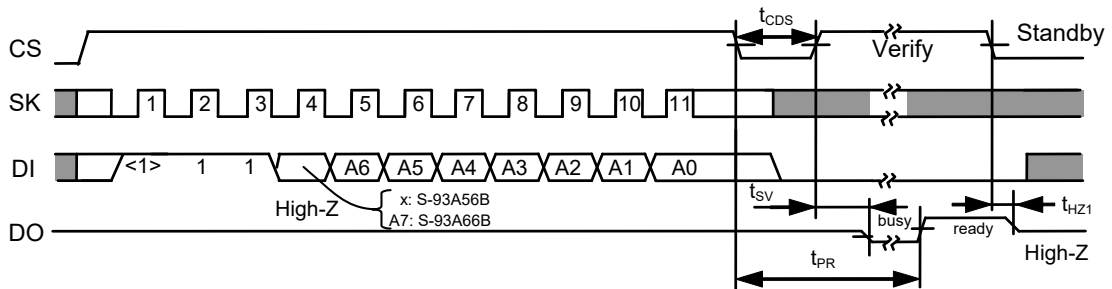 tCDS
CS
Verify
Standby
SK
1 2 3 4 5 6 7 8 9 10 11
DI
<1> 1 1 A6 A5 A4 A3 A2 A1 A0
x: S-93A56B
A7: S-93A66B
High-Z
tSV
busy
ready
tHZ1
DO
High-Z
tPR